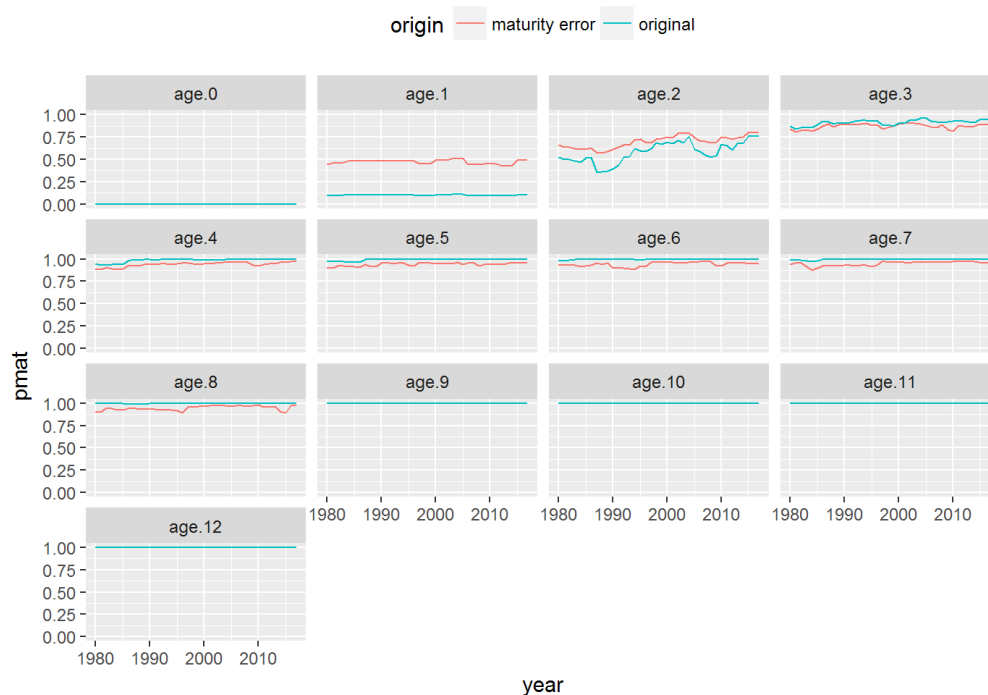 origin maturity error original
age.0 age.1 age.2 age.3
1.00
0.75
0.50
0.25
0.00
age.4 age.5 age.6 age.7
1.00
0.75
0.50
0.25
0.00
age.8 age.9 age.10 age.11
1.00
0.75
0.50
0.25
0.00
1980 1990 2000 2010 1980 1990 2000 2010 1980 1990 2000 2010
age.12
1.00
0.75
0.50
0.25
0.00
1980 1990 2000 2010
pmat
year